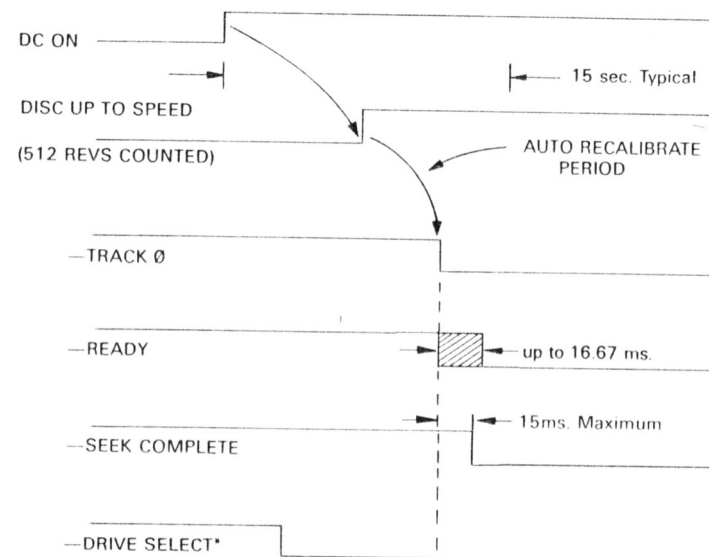 DC ON
15 sec. Typical
DISC UP TO SPEED
(512 REVS COUNTED)
AUTO RECALIBRATE
PERIOD
—TRACK Ø
—READY
up to 16.67 ms.
15ms. Maximum
—SEEK COMPLETE
—DRIVE SELECT*